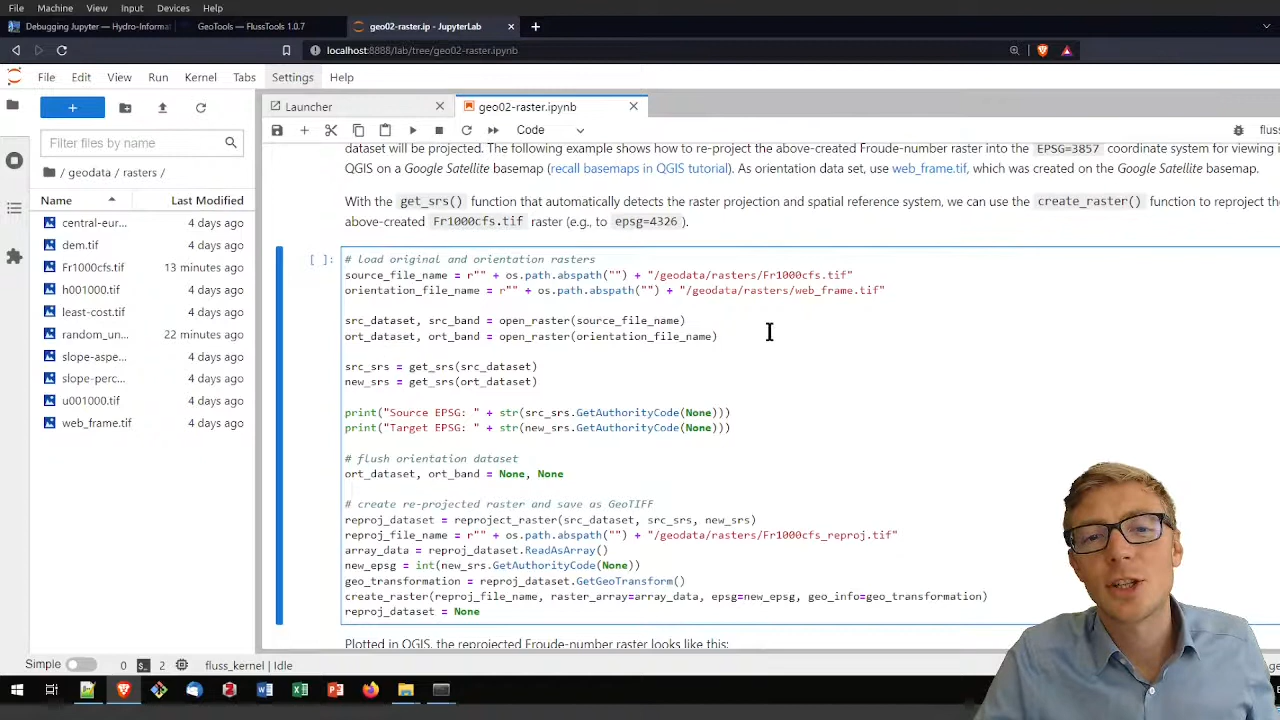 File Machine View Input Devices Help
Debugging Jupyter — Hydro-Informat
GeoTools — FlussTools 1.0.7
geo02-raster.ip - JupyterLab
localhost:8888/lab/tree/geo02-raster.ipynb
File Edit View Run Kernel Tabs Settings Help
Launcher
geo02-raster.ipynb
Code
fluss
Filter files by name
/ geodata / rasters /
Name Last Modified
central-eur... 4 days ago
dem.tif 4 days ago
Fr1000cfs.tif 13 minutes ago
h001000.tif 4 days ago
least-cost.tif 4 days ago
random_un... 22 minutes ago
slope-aspe... 4 days ago
slope-perc... 4 days ago
u001000.tif 4 days ago
web_frame.tif 4 days ago
dataset will be projected. The following example shows how to re-project the above-created Froude-number raster into the EPSG=3857 coordinate system for viewing i
QGIS on a Google Satellite basemap (recall basemaps in QGIS tutorial). As orientation data set, use web_frame.tif, which was created on the Google Satellite basemap.
With the get_srs() function that automatically detects the raster projection and spatial reference system, we can use the create_raster() function to reproject the
above-created Fr1000cfs.tif raster (e.g., to epsg=4326 ).
[ ]:
# load original and orientation rasters
source_file_name = r"" + os.path.abspath("") + "/geodata/rasters/Fr1000cfs.tif"
orientation_file_name = r"" + os.path.abspath("") + "/geodata/rasters/web_frame.tif"
src_dataset, src_band = open_raster(source_file_name)
ort_dataset, ort_band = open_raster(orientation_file_name)
src_srs = get_srs(src_dataset)
new_srs = get_srs(ort_dataset)
print("Source EPSG: " + str(src_srs.GetAuthorityCode(None)))
print("Target EPSG: " + str(new_srs.GetAuthorityCode(None)))
# flush orientation dataset
ort_dataset, ort_band = None, None
# create re-projected raster and save as GeoTIFF
reproj_dataset = reproject_raster(src_dataset, src_srs, new_srs)
reproj_file_name = r"" + os.path.abspath("") + "/geodata/rasters/Fr1000cfs_reproj.tif"
array_data = reproj_dataset.ReadAsArray()
new_epsg = int(new_srs.GetAuthorityCode(None))
geo_transformation = reproj_dataset.GetGeoTransform()
create_raster(reproj_file_name, raster_array=array_data, epsg=new_epsg, geo_info=geo_transformation)
reproj_dataset = None
Plotted in QGIS, the reprojected Froude-number raster looks like this:
Simple 0 2 fluss_kernel | Idle